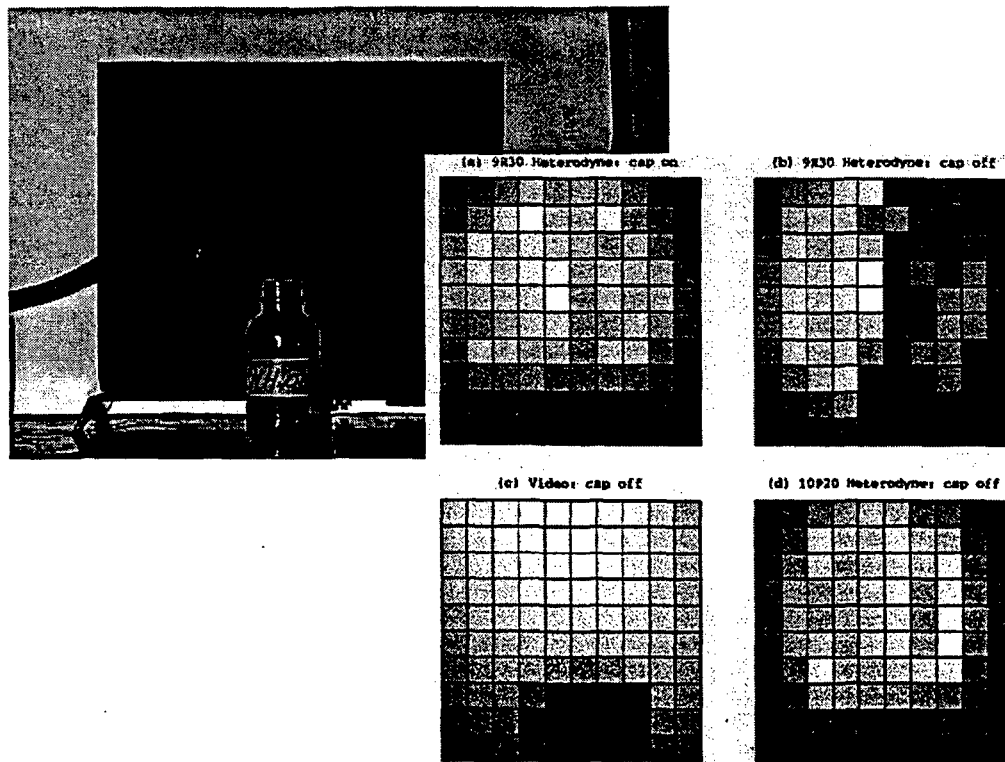 (a) 9R30 Heterodyne: cap on
(b) 9R30 Heterodyne: cap off
(c) Video: cap off
(d) 10P20 Heterodyne: cap off